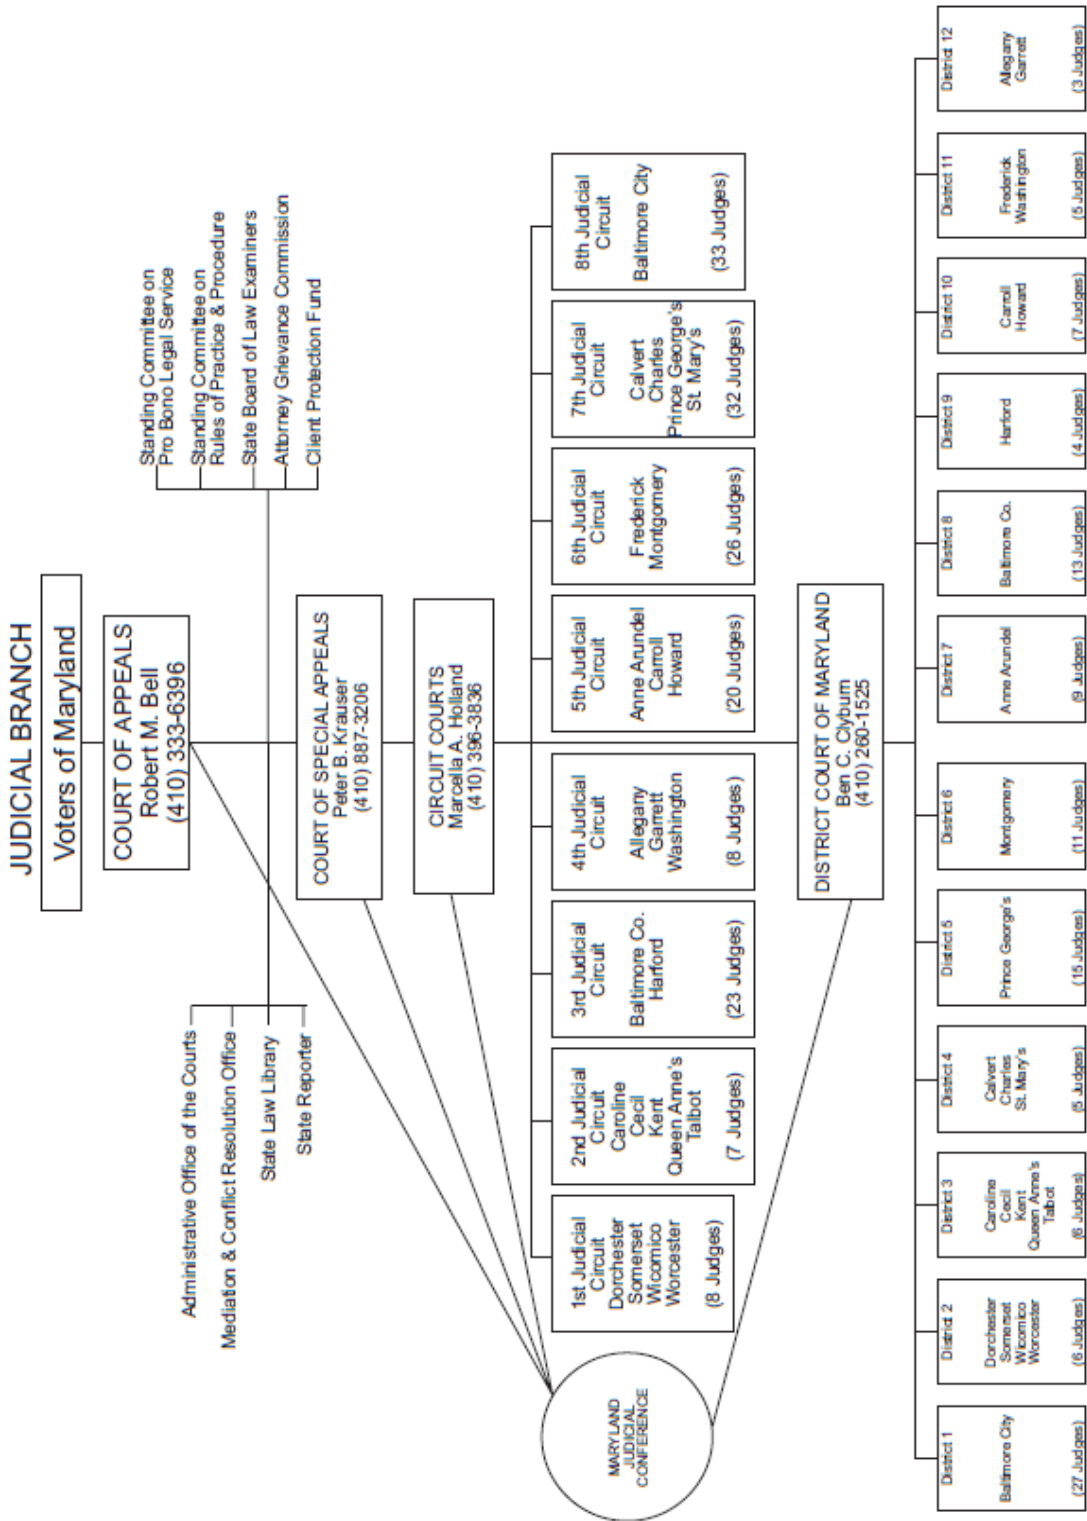 JUDICIAL BRANCH
Voters of Maryland
COURT OF APPEALS
Robert M. Bell
(410) 333-6396
Administrative Office of the Courts
Mediation & Conflict Resolution Office
State Law Library
State Reporter
Standing Committee on
Pro Bono Legal Service
Standing Committee on
Rules of Practice & Procedure
State Board of Law Examiners
Attorney Grievance Commission
Client Protection Fund
COURT OF SPECIAL APPEALS
Peter B. Krauser
(410) 887-3206
CIRCUIT COURTS
Marcella A. Holland
(410) 396-3836
MARYLAND
JUDICIAL
CONFERENCE
1st Judicial
Circuit
Dorchester
Somerset
Wicomico
Worcester
(8 Judges)
2nd Judicial
Circuit
Caroline
Cecil
Kent
Queen Anne's
Talbot
(7 Judges)
3rd Judicial
Circuit
Baltimore Co.
Harford
(23 Judges)
4th Judicial
Circuit
Allegany
Garrett
Washington
(8 Judges)
5th Judicial
Circuit
Anne Arundel
Carroll
Howard
(20 Judges)
6th Judicial
Circuit
Frederick
Montgomery
(26 Judges)
7th Judicial
Circuit
Calvert
Charles
Prince George's
St. Mary's
(32 Judges)
8th Judicial
Circuit
Baltimore City
(33 Judges)
DISTRICT COURT OF MARYLAND
Ben C. Clyburn
(410) 260-1525
District 1
Baltimore City
(27 Judges)
District 2
Dorchester
Somerset
Wicomico
Worcester
(6 Judges)
District 3
Caroline
Cecil
Kent
Queen Anne's
Talbot
(6 Judges)
District 4
Calvert
Charles
St. Mary's
(5 Judges)
District 5
Prince George's
(15 Judges)
District 6
Montgomery
(11 Judges)
District 7
Anne Arundel
(9 Judges)
District 8
Baltimore Co.
(13 Judges)
District 9
Harford
(4 Judges)
District 10
Carroll
Howard
(7 Judges)
District 11
Frederick
Washington
(5 Judges)
District 12
Allegany
Garrett
(3 Judges)